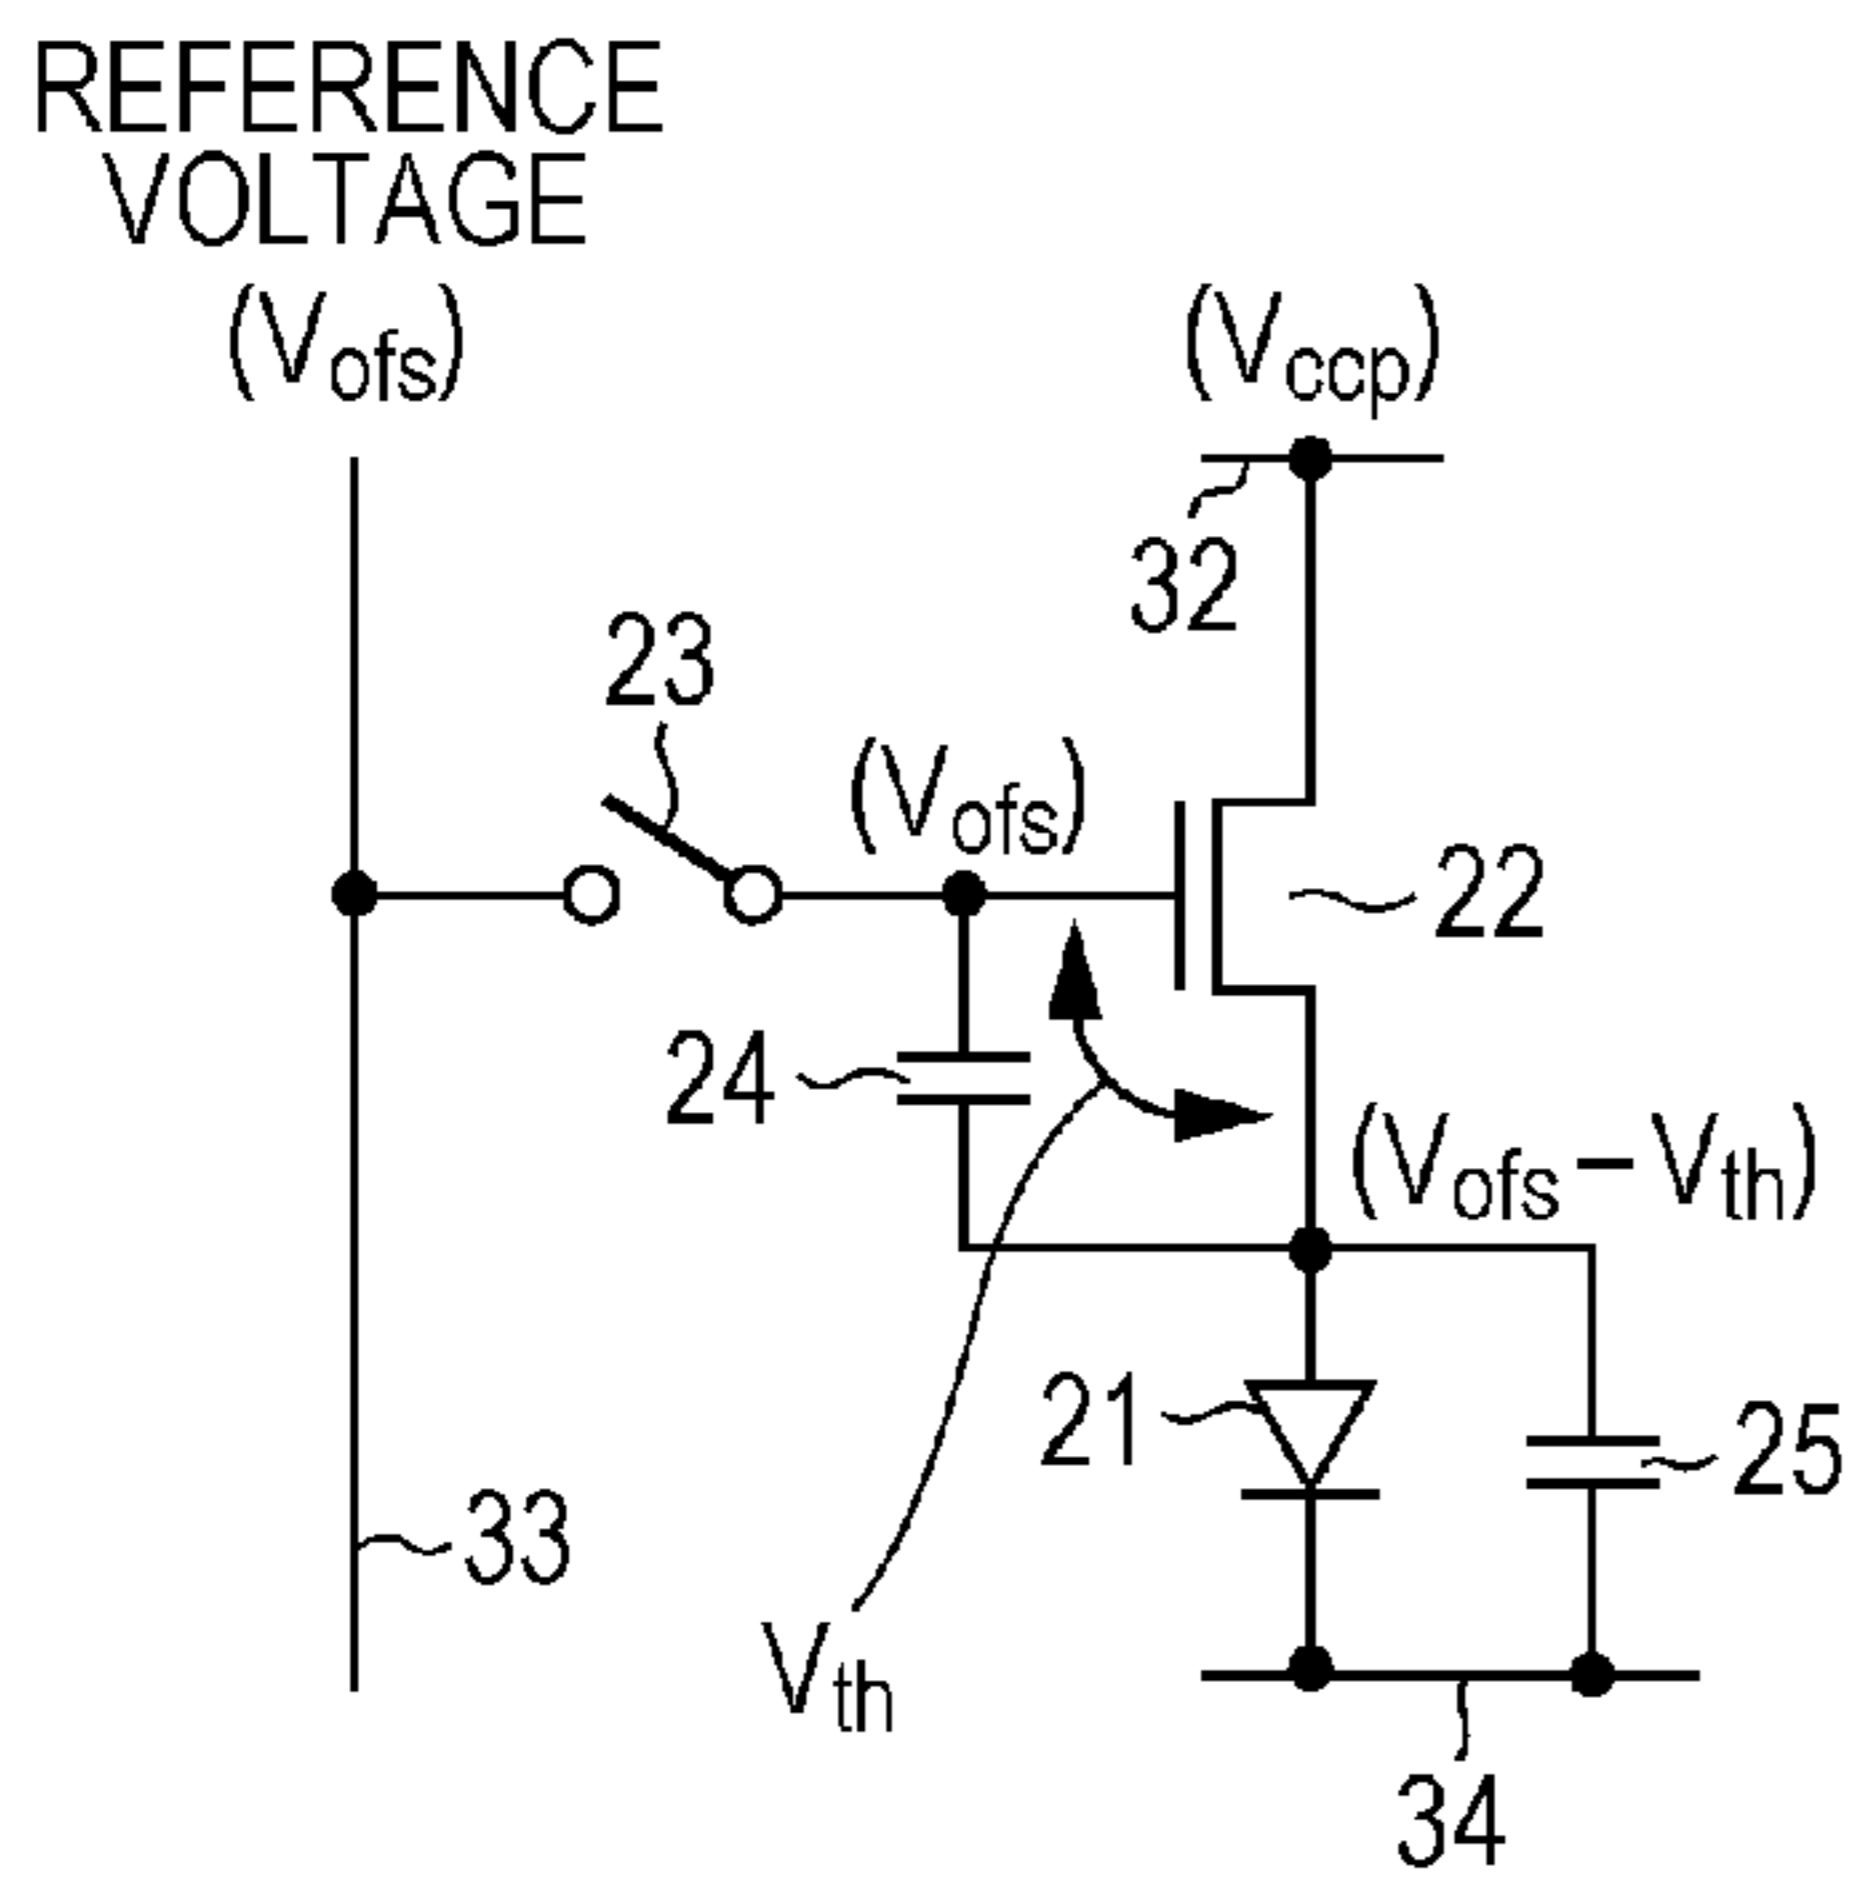 REFERENCE
VOLTAGE
(Vofs)
(Vccp)
32
23
(Vofs)
22
24
(Vofs–Vth)
21
25
33
Vth
34